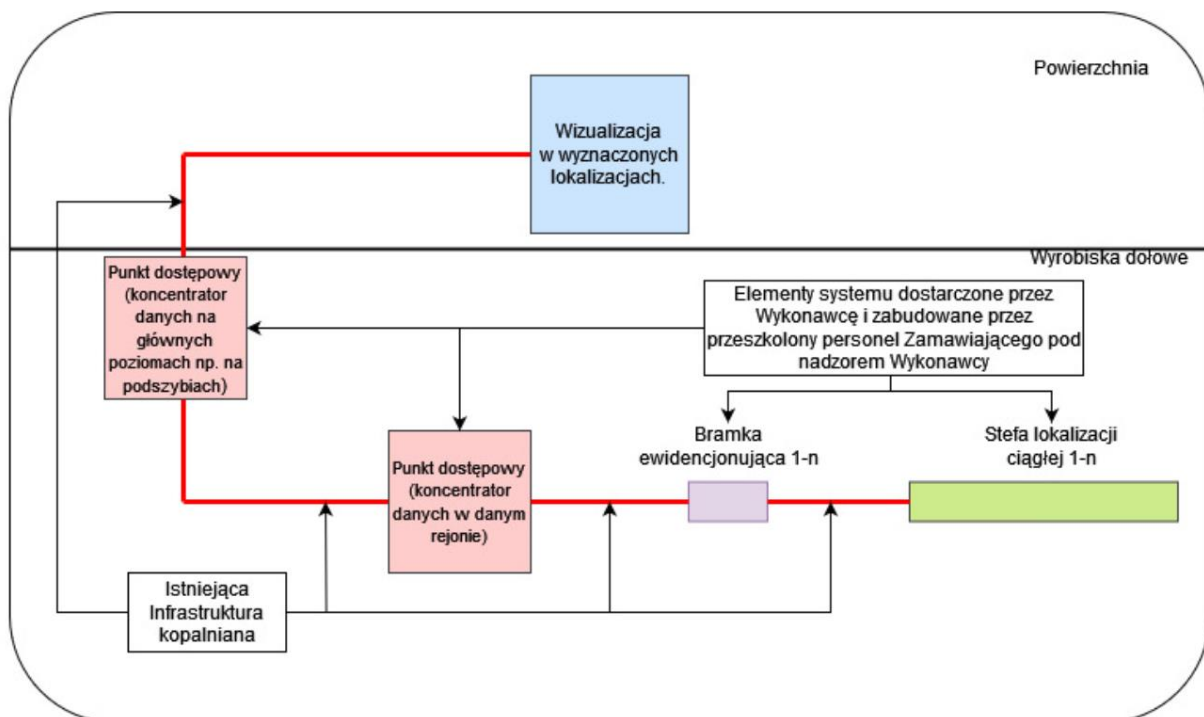 Powierzchnia
Wizualizacja
w wyznaczonych
lokalizacjach.
Wyrobiska dołowe
Punkt dostępowy
(koncentrator
danych na
głównych
poziomach np. na
podszybiach)
Elementy systemu dostarczone przez
Wykonawcę i zabudowane przez
przeszkolony personel Zamawiającego pod
nadzorem Wykonawcy
Bramka
ewidencjonująca 1-n
Stefa lokalizacji
ciągłej 1-n
Punkt dostępowy
(koncentrator
danych w danym
rejonie)
Istniejąca
Infrastruktura
kopalniana